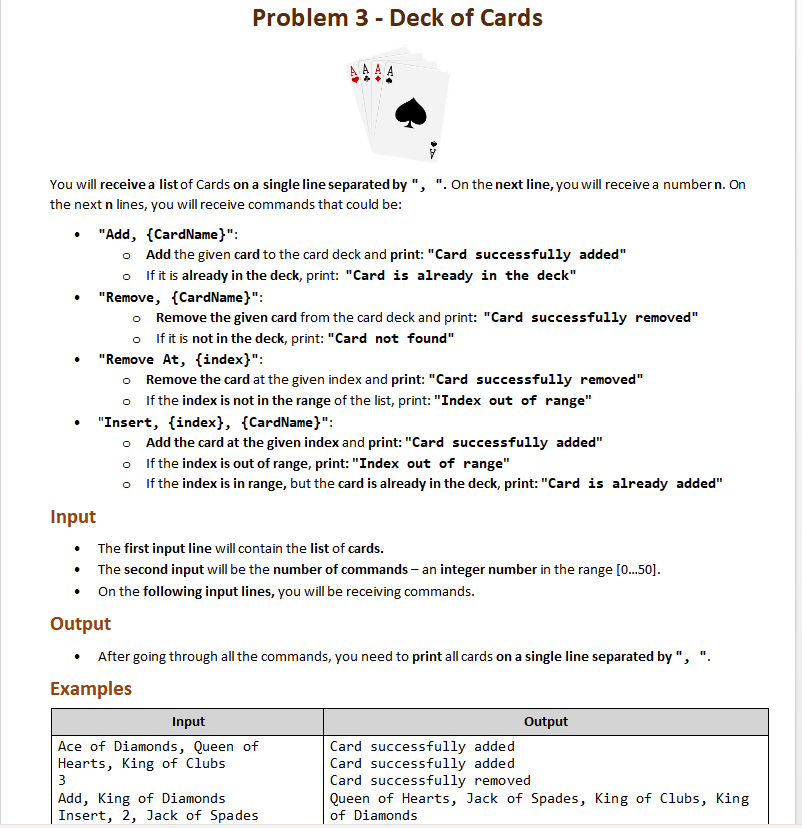 Problem 3 - Deck of Cards
A A A A
A
You will receive a list of Cards on a single line separated by ", ". On the next line, you will receive a number n. On
the next n lines, you will receive commands that could be:
• "Add, {CardName}":
o Add the given card to the card deck and print: "Card successfully added"
o If it is already in the deck, print: "Card is already in the deck"
• "Remove, {CardName}":
o Remove the given card from the card deck and print: "Card successfully removed"
o If it is not in the deck, print: "Card not found"
• "Remove At, {index}":
o Remove the card at the given index and print: "Card successfully removed"
o If the index is not in the range of the list, print: "Index out of range"
• "Insert, {index}, {CardName}":
o Add the card at the given index and print: "Card successfully added"
o If the index is out of range, print: "Index out of range"
o If the index is in range, but the card is already in the deck, print: "Card is already added"
Input
• The first input line will contain the list of cards.
• The second input will be the number of commands – an integer number in the range [0…50].
• On the following input lines, you will be receiving commands.
Output
• After going through all the commands, you need to print all cards on a single line separated by ", ".
Examples
Input Output
Ace of Diamonds, Queen of Card successfully added
Hearts, King of Clubs Card successfully added
3 Card successfully removed
Add, King of Diamonds Queen of Hearts, Jack of Spades, King of Clubs, King
Insert, 2, Jack of Spades of Diamonds